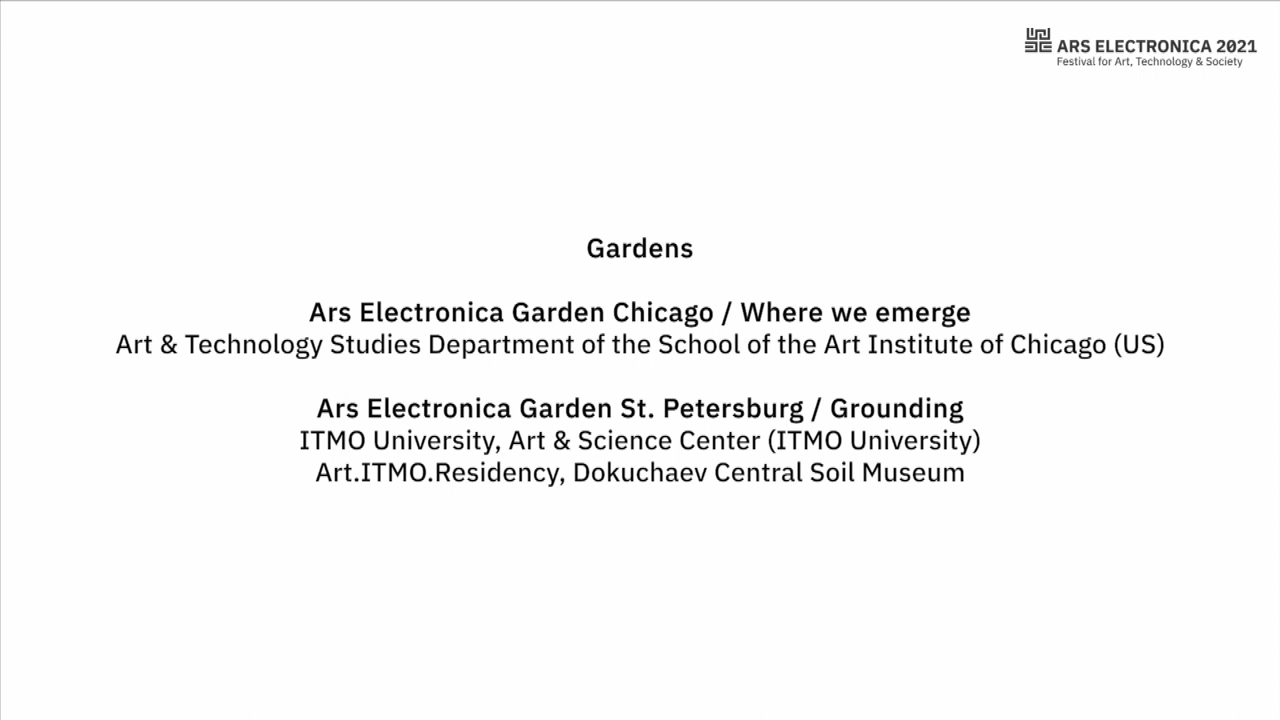 ARS ELECTRONICA 2021
Festival for Art, Technology & Society
Gardens
Ars Electronica Garden Chicago / Where we emerge
Art & Technology Studies Department of the School of the Art Institute of Chicago (US)
Ars Electronica Garden St. Petersburg / Grounding
ITMO University, Art & Science Center (ITMO University)
Art.ITMO.Residency, Dokuchaev Central Soil Museum